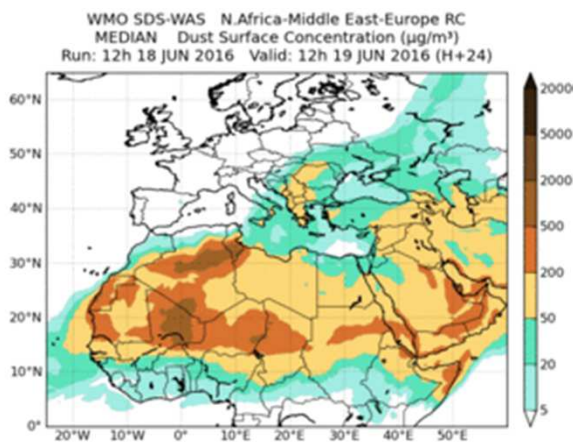 WMO SDS-WAS N.Africa-Middle East-Europe RC
MEDIAN Dust Surface Concentration (µg/m³)
Run: 12h 18 JUN 2016 Valid: 12h 19 JUN 2016 (H+24)
60°N
50°N
40°N
30°N
20°N
10°N
0°
20°W
10°W
0°
10°E
20°E
30°E
40°E
50°E
2000
5000
2000
500
200
50
20
5